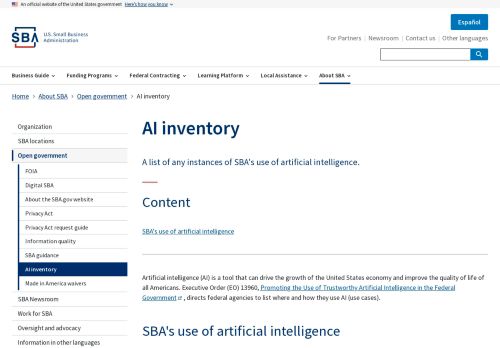 An official website of the United States government Here's how you know
Español
SBA U.S. Small Business
Administration
For Partners Newsroom Contact us Other languages
Business Guide Funding Programs Federal Contracting Learning Platform Local Assistance About SBA
Home About SBA Open government AI inventory
Organization
SBA locations
Open government
FOIA
Digital SBA
About the SBA.gov website
Privacy Act
Privacy Act request guide
Information quality
SBA guidance
AI inventory
Made in America waivers
SBA Newsroom
Work for SBA
Oversight and advocacy
Information in other languages
AI inventory
A list of any instances of SBA's use of artificial intelligence.
Content
SBA's use of artificial intelligence
Artificial intelligence (AI) is a tool that can drive the growth of the United States economy and improve the quality of life of
all Americans. Executive Order (EO) 13960, Promoting the Use of Trustworthy Artificial Intelligence in the Federal
Government , directs federal agencies to list where and how they use AI (use cases).
SBA's use of artificial intelligence